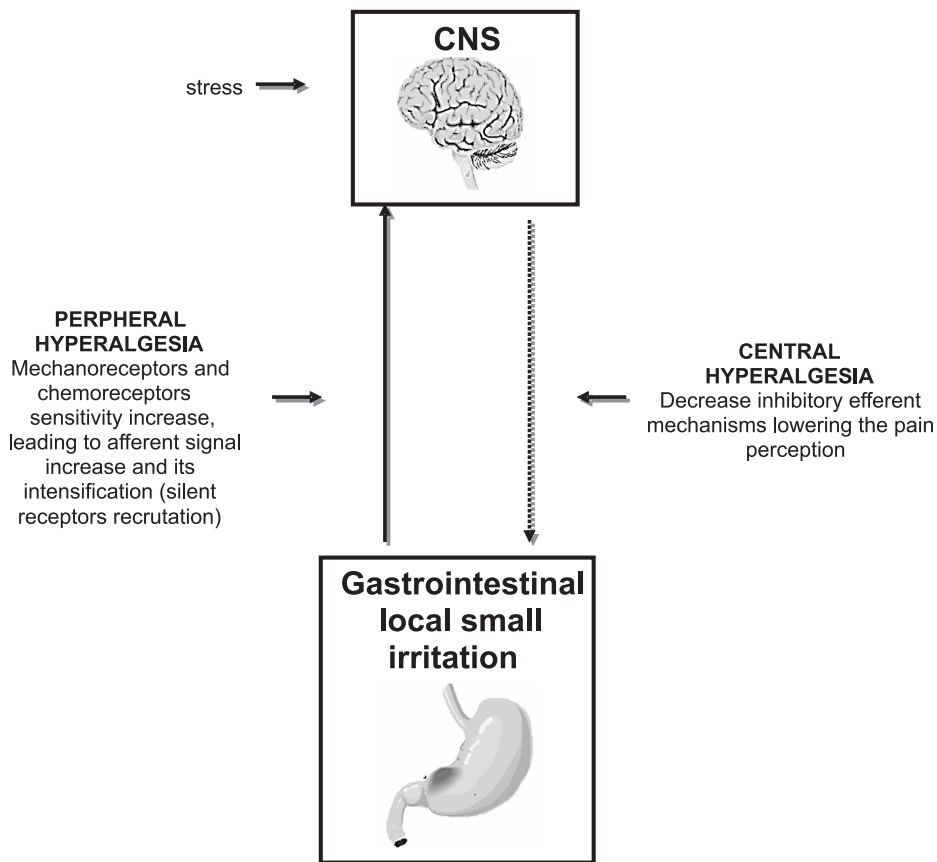 CNS
stress
PERPHERAL
HYPERALGESIA
Mechanoreceptors and
chemoreceptors
sensitivity increase,
leading to afferent signal
increase and its
intensification (silent
receptors recrutation)
CENTRAL
HYPERALGESIA
Decrease inhibitory efferent
mechanisms lowering the pain
perception
Gastrointestinal
local small
irritation